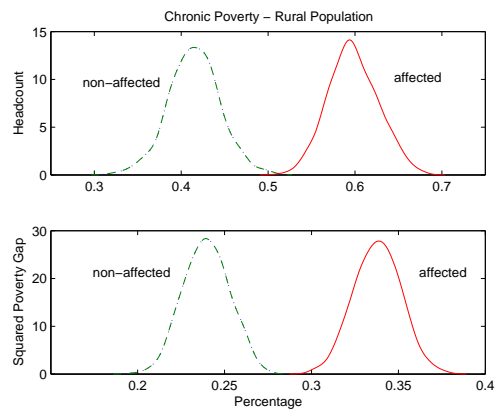 Chronic Poverty − Rural Population
15
10
5
0
Headcount
non−affected
affected
0.3 0.4 0.5 0.6 0.7
30
20
10
0
Squared Poverty Gap
non−affected
affected
0.2 0.25 0.3 0.35 0.4
Percentage